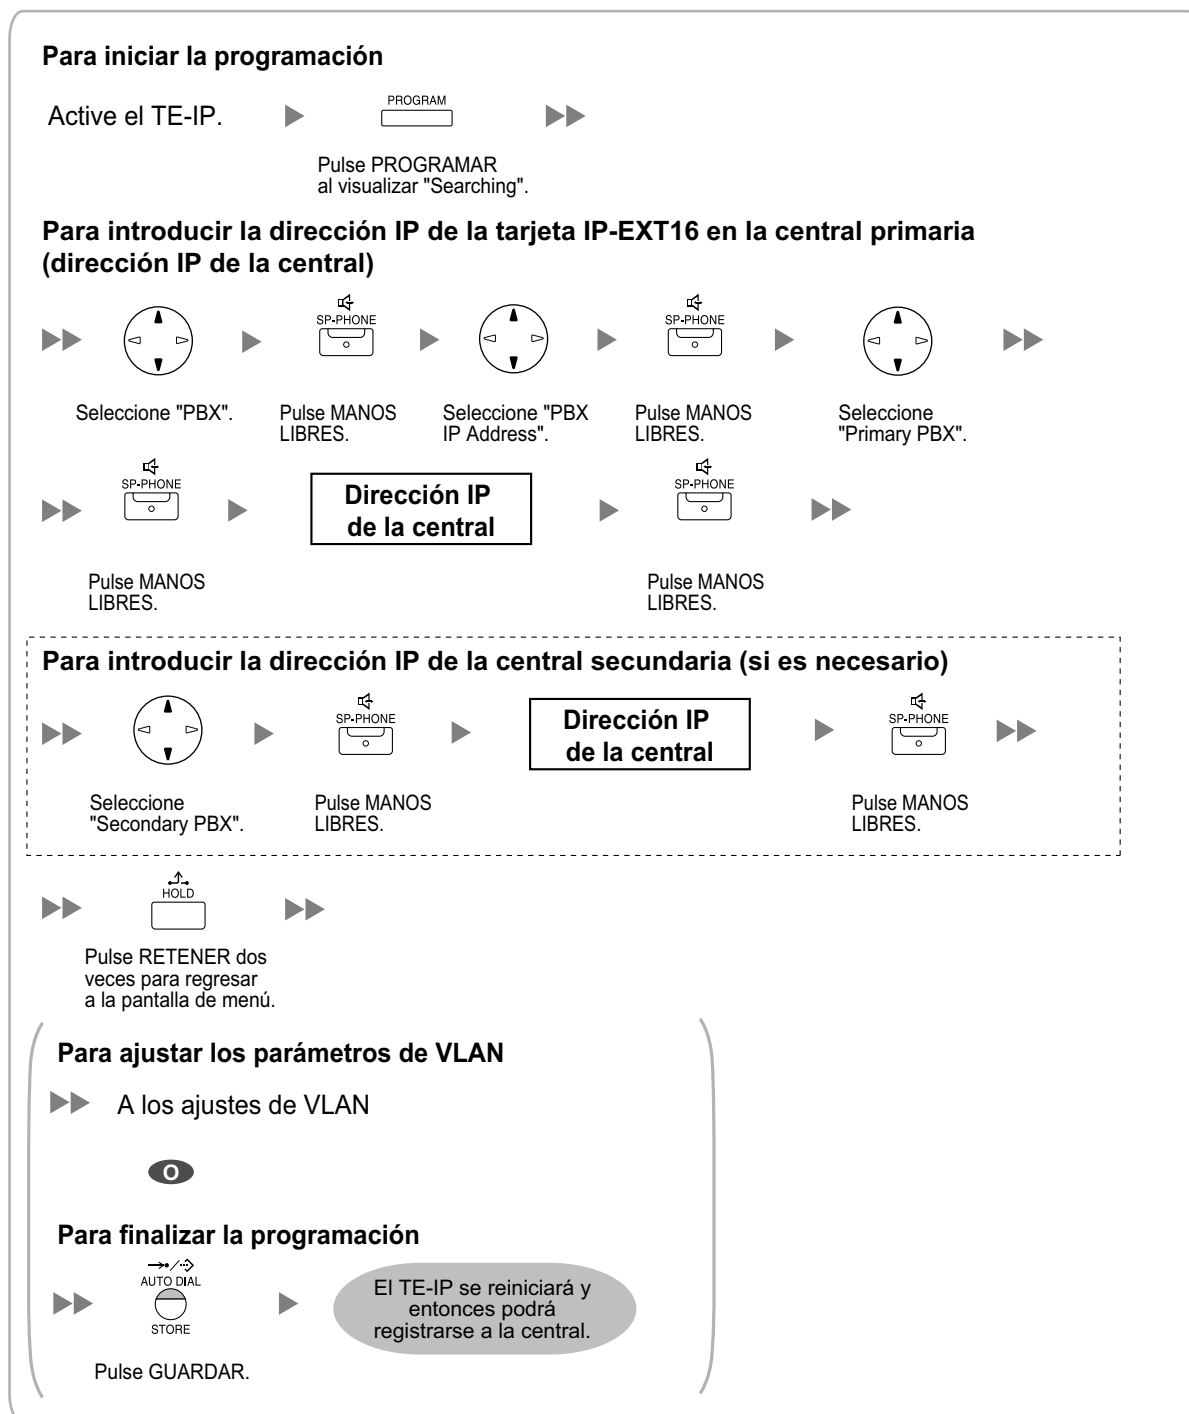 Para iniciar la programación
Active el TE-IP.
PROGRAM
Pulse PROGRAMAR
al visualizar "Searching".
Para introducir la dirección IP de la tarjeta IP-EXT16 en la central primaria
(dirección IP de la central)
SP-PHONE
SP-PHONE
Seleccione "PBX".
Pulse MANOS
LIBRES.
Seleccione "PBX
IP Address".
Pulse MANOS
LIBRES.
Seleccione
"Primary PBX".
SP-PHONE
Dirección IP
de la central
SP-PHONE
Pulse MANOS
LIBRES.
Pulse MANOS
LIBRES.
Para introducir la dirección IP de la central secundaria (si es necesario)
SP-PHONE
Dirección IP
de la central
SP-PHONE
Seleccione
"Secondary PBX".
Pulse MANOS
LIBRES.
Pulse MANOS
LIBRES.
HOLD
Pulse RETENER dos
veces para regresar
a la pantalla de menú.
Para ajustar los parámetros de VLAN
A los ajustes de VLAN
O
Para finalizar la programación
AUTO DIAL
STORE
El TE-IP se reiniciará y
entonces podrá
registrarse a la central.
Pulse GUARDAR.